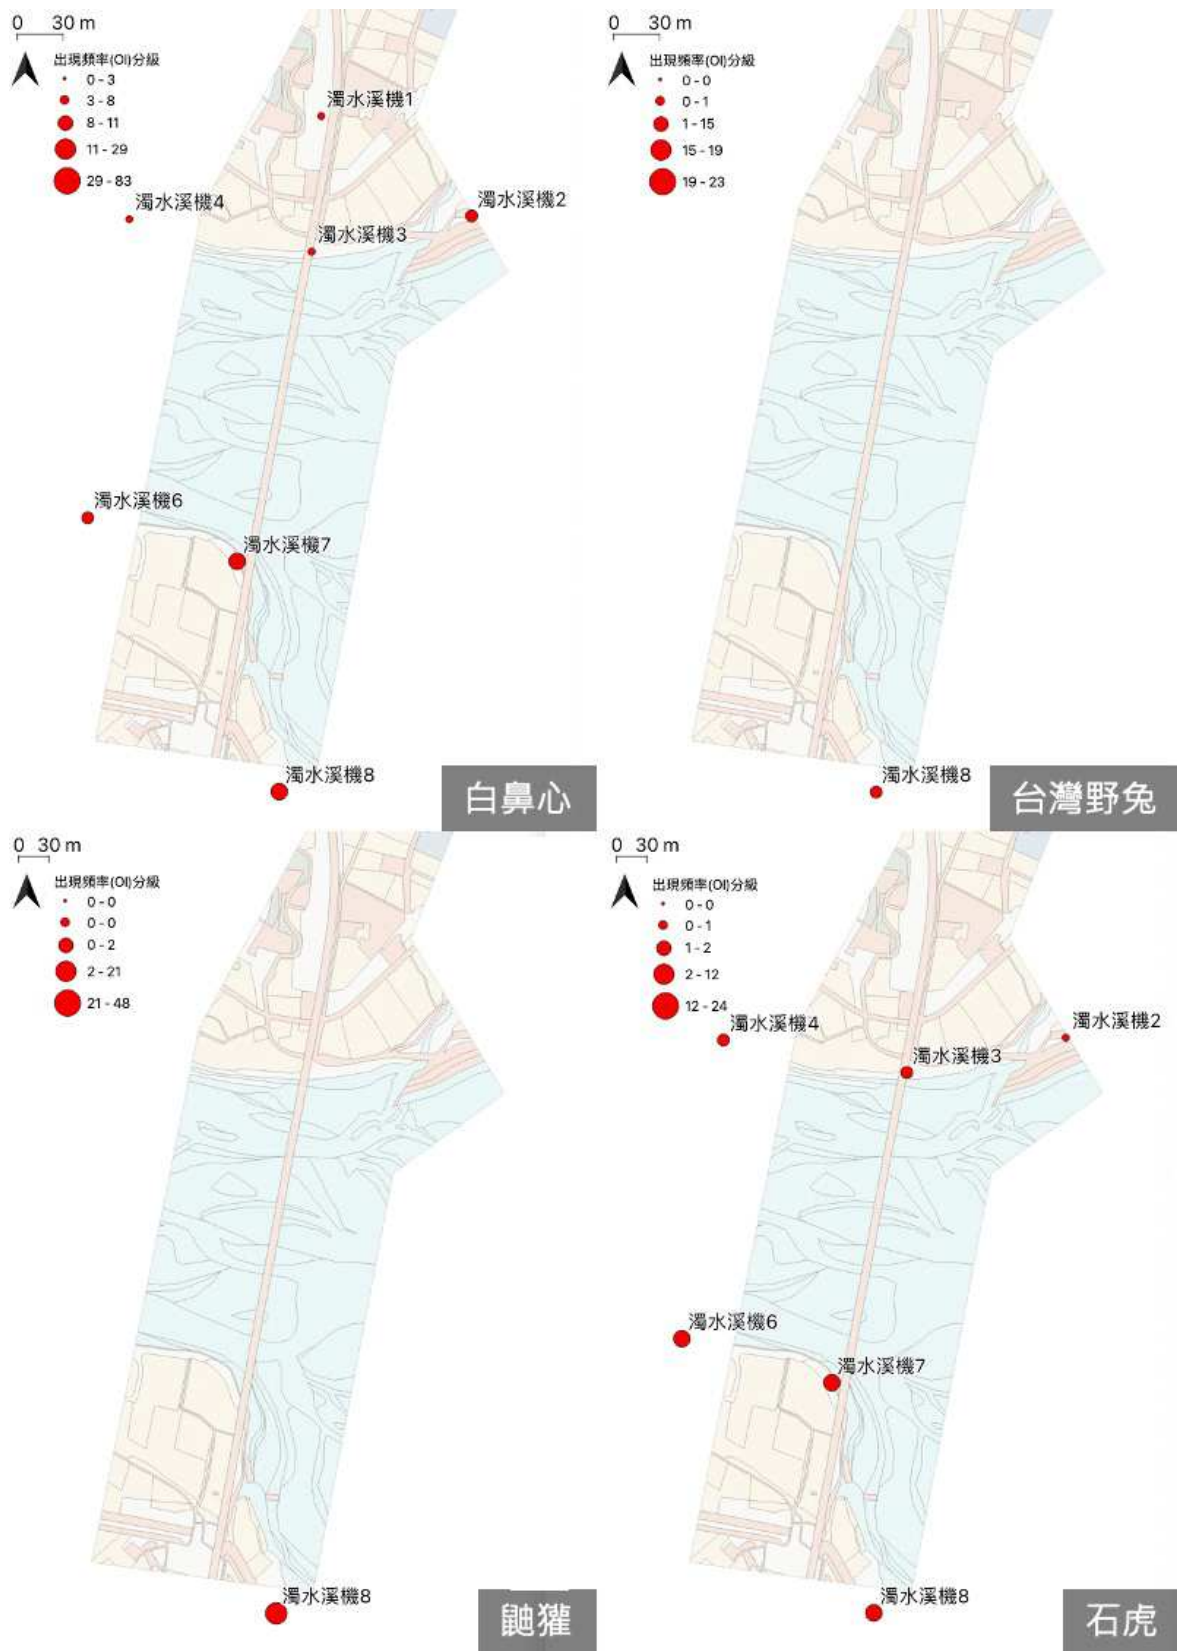 0 30 m
出現頻率(OI)分級
0 - 3
3 - 8
8 - 11
11 - 29
29 - 83
濁水溪機1
濁水溪機4
濁水溪機2
濁水溪機3
濁水溪機6
濁水溪機7
濁水溪機8
白鼻心
0 30 m
出現頻率(OI)分級
0 - 0
0 - 1
1 - 15
15 - 19
19 - 23
濁水溪機8
台灣野兔
0 30 m
出現頻率(OI)分級
0 - 0
0 - 0
0 - 2
2 - 21
21 - 48
濁水溪機8
鼬獾
0 30 m
出現頻率(OI)分級
0 - 0
0 - 1
1 - 2
2 - 12
12 - 24
濁水溪機4
濁水溪機2
濁水溪機3
濁水溪機6
濁水溪機7
濁水溪機8
石虎